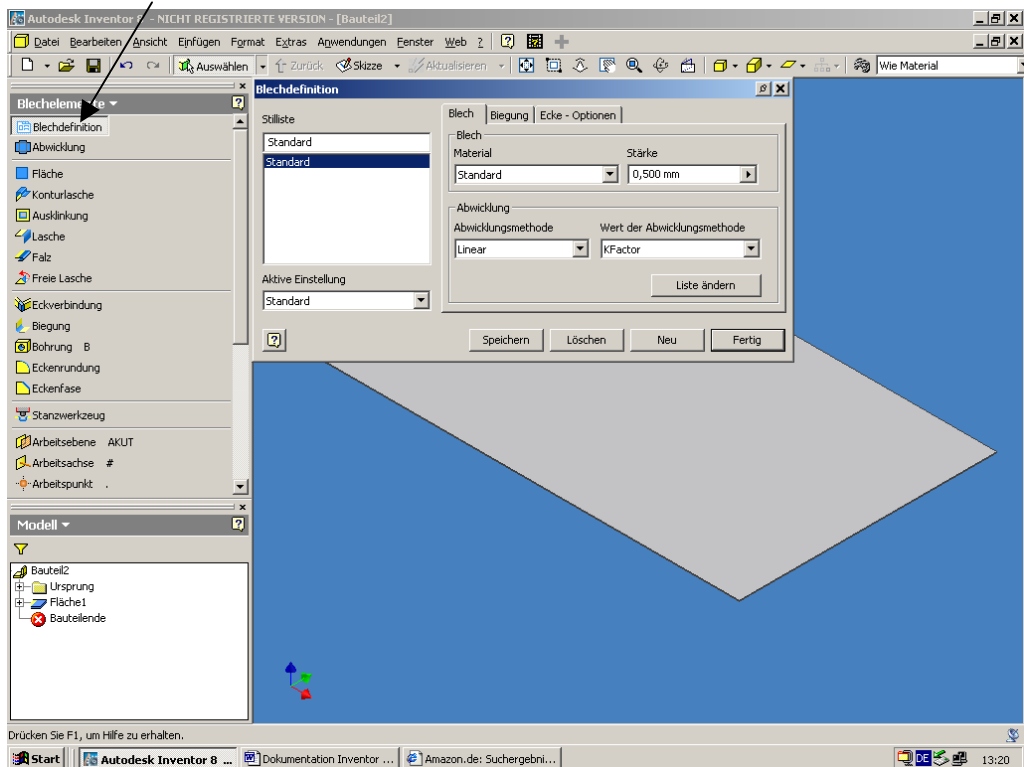 Autodesk Inventor 8 - NICHT REGISTRIERTE VERSION - [Bauteil2]
Datei Bearbeiten Ansicht Einfügen Format Extras Anwendungen Fenster Web ?
Auswählen Zurück Skizze Aktualisieren Wie Material
Blechelemente
Blechdefinition
Abwicklung
Fläche
Konturlasche
Ausklinkung
Lasche
Falz
Freie Lasche
Eckverbindung
Biegung
Bohrung B
Eckenrundung
Eckenfase
Stanzwerkzeug
Arbeitsebene AKUT
Arbeitsachse #
Arbeitspunkt .
Blechdefinition
Stilliste
Standard
Standard
Aktive Einstellung
Standard
Blech Biegung Ecke - Optionen
Blech
Material Stärke
Standard 0,500 mm
Abwicklung
Abwicklungsmethode Wert der Abwicklungsmethode
Linear KFactor
Liste ändern
Speichern Löschen Neu Fertig
Modell
Bauteil2
Ursprung
Fläche1
Bauteilende
Drücken Sie F1, um Hilfe zu erhalten.
Start Autodesk Inventor 8 ... Dokumentation Inventor ... Amazon.de: Suchergebni... DE 13:20